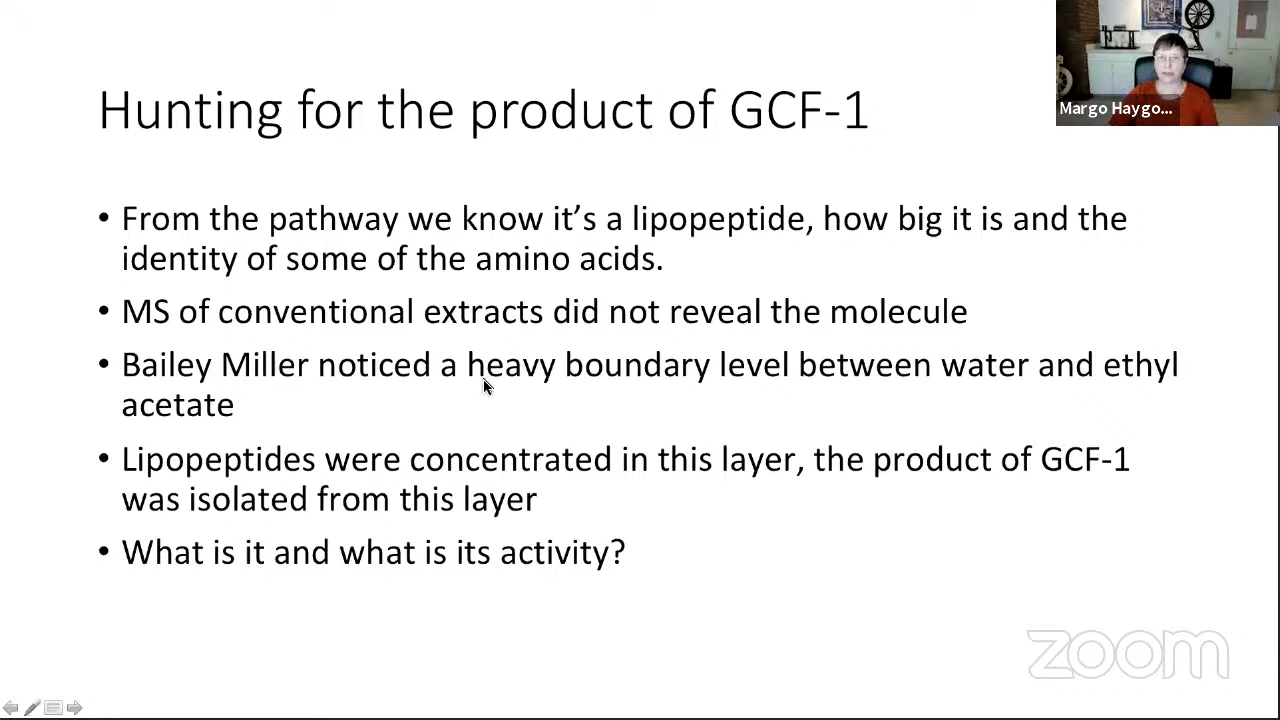 Hunting for the product of GCF-1
Margo Haygo...
• From the pathway we know it’s a lipopeptide, how big it is and the
identity of some of the amino acids.
• MS of conventional extracts did not reveal the molecule
• Bailey Miller noticed a heavy boundary level between water and ethyl
acetate
• Lipopeptides were concentrated in this layer, the product of GCF-1
was isolated from this layer
• What is it and what is its activity?
zoom